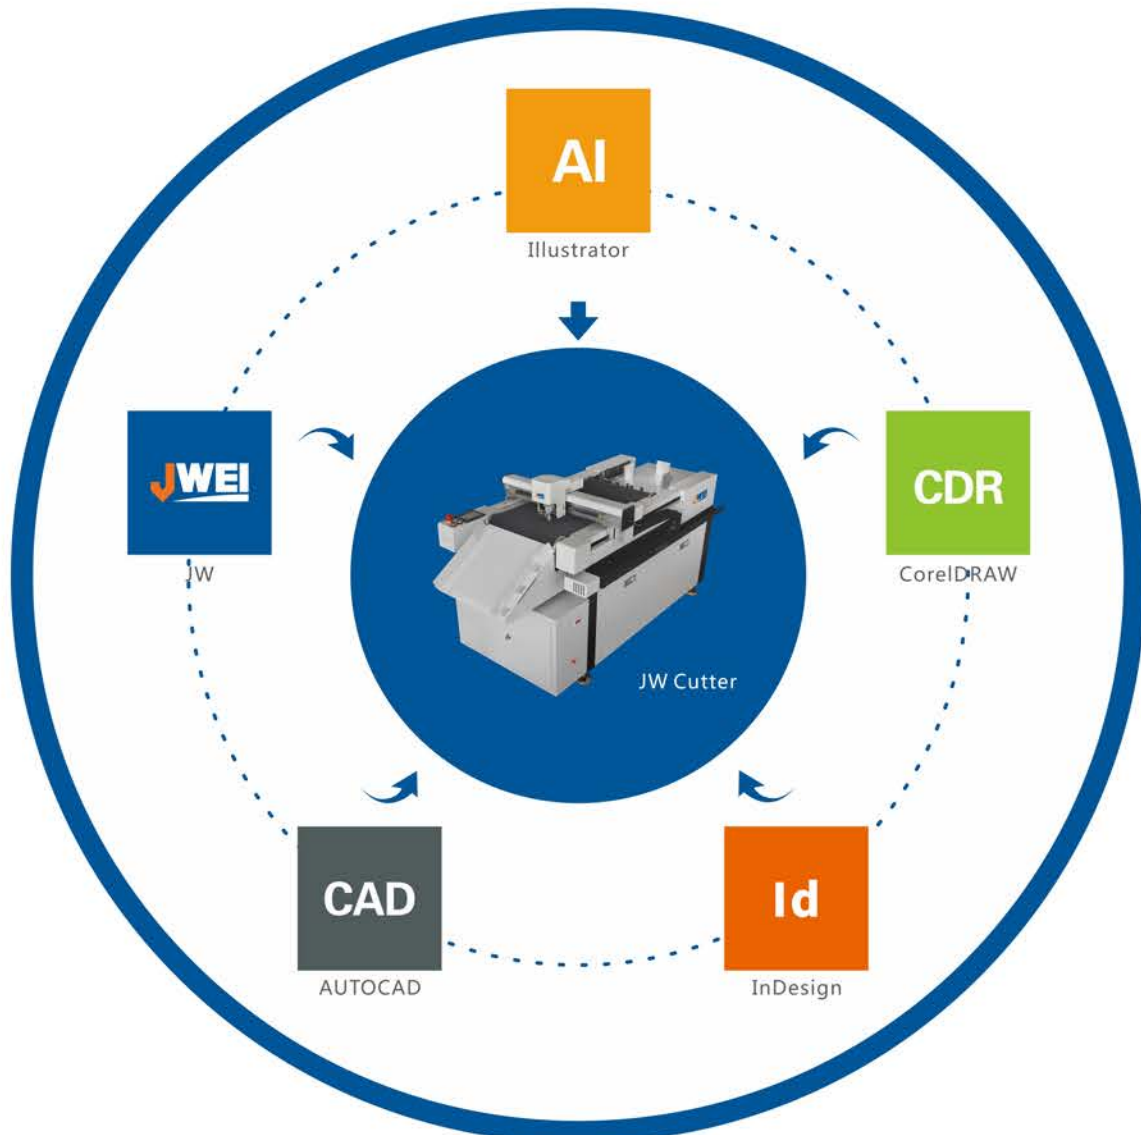 AI
Illustrator
JWEI
JW
CDR
CorelDRAW
JW Cutter
CAD
AUTOCAD
Id
InDesign